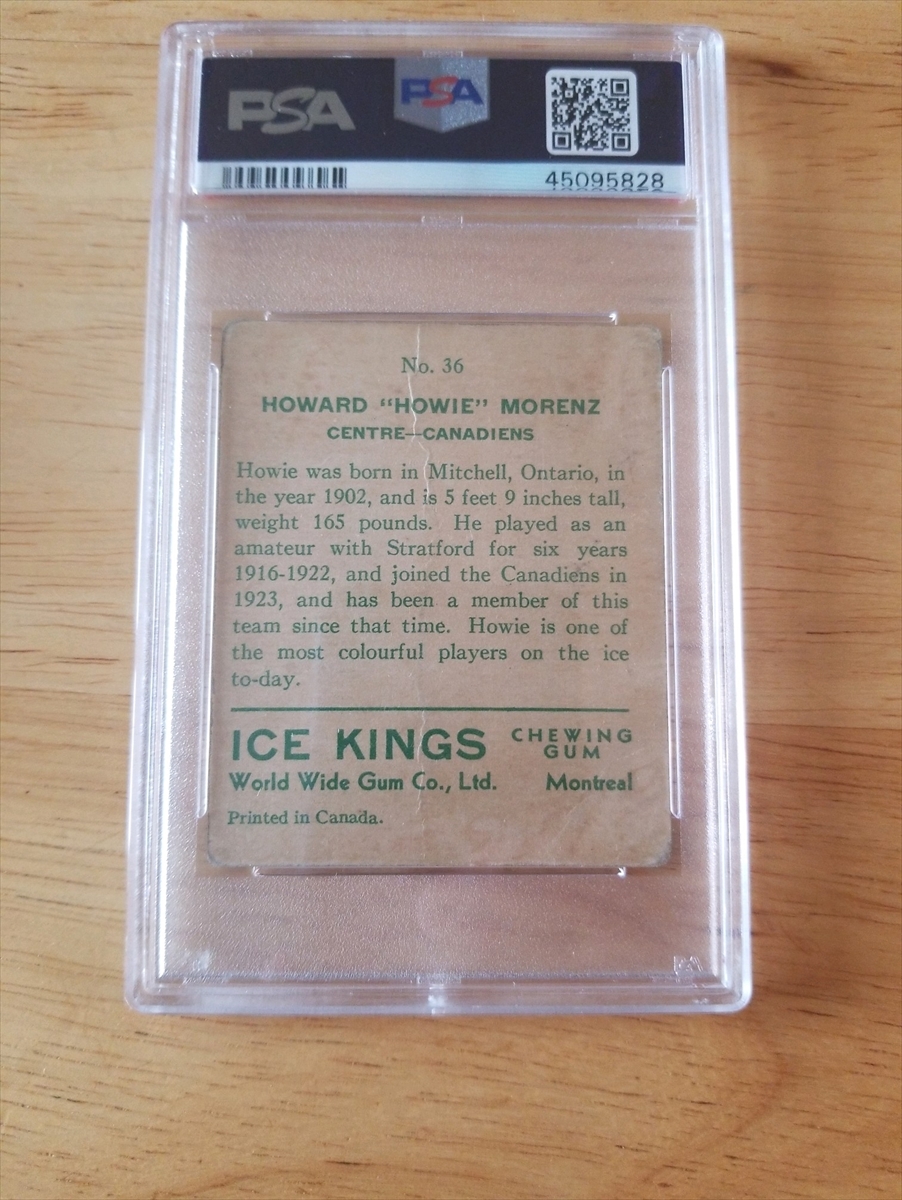 PSA PSA
45095828
No. 36
HOWARD "HOWIE" MORENZ
CENTRE—CANADIENS
Howie was born in Mitchell, Ontario, in
the year 1902, and is 5 feet 9 inches tall,
weight 165 pounds. He played as an
amateur with Stratford for six years
1916-1922, and joined the Canadiens in
1923, and has been a member of this
team since that time. Howie is one of
the most colourful players on the ice
to-day.
ICE KINGS CHEWING GUM
World Wide Gum Co., Ltd. Montreal
Printed in Canada.